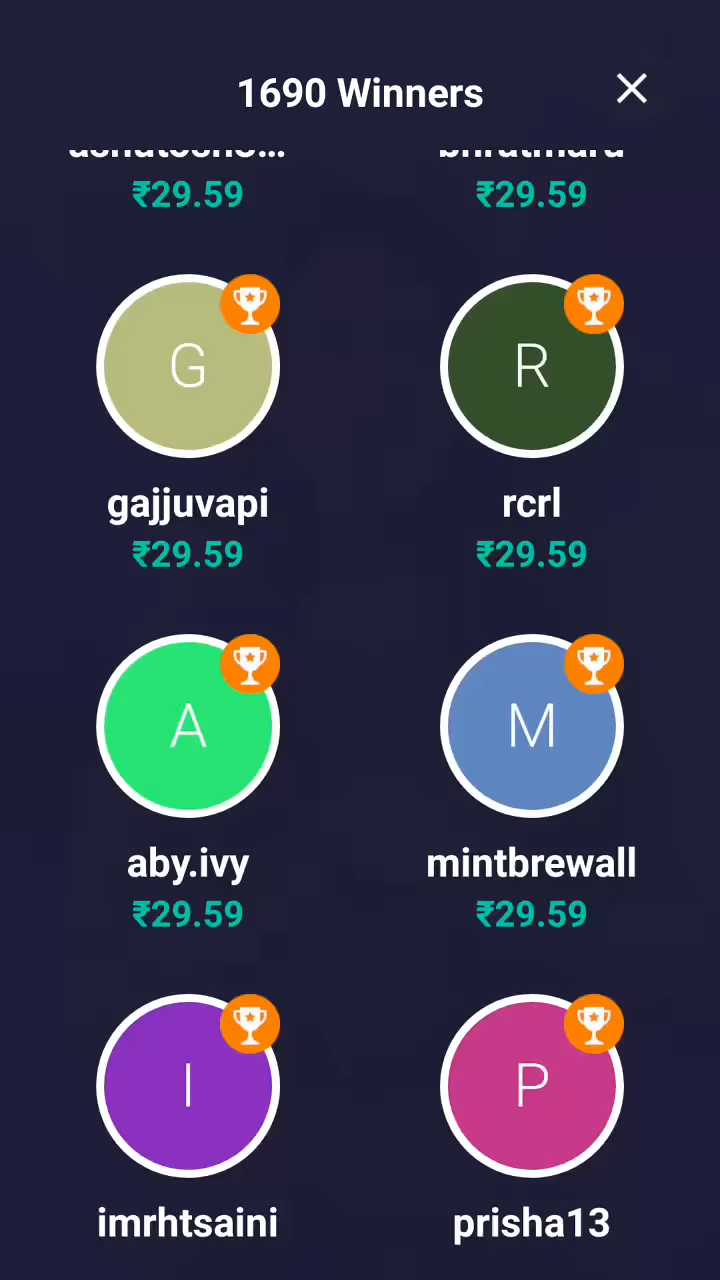 1690 Winners
₹29.59 ₹29.59
G R
gajjuvapi rcrl
₹29.59 ₹29.59
A M
aby.ivy mintbrewall
₹29.59 ₹29.59
I P
imrhtsaini prisha13